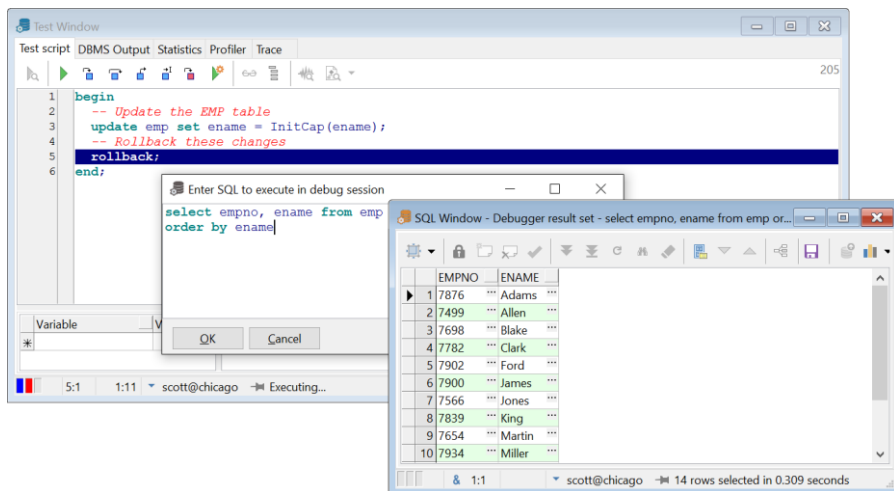 Test Window
Test script DBMS Output Statistics Profiler Trace
205
1 begin
2 -- Update the EMP table
3 update emp set ename = InitCap(ename);
4 -- Rollback these changes
5 rollback;
6 end;
Enter SQL to execute in debug session
select empno, ename from emp
order by ename
OK Cancel
Variable V
5:1 1:11 scott@chicago Executing...
SQL Window - Debugger result set - select empno, ename from emp or...
EMPNO ENAME
1 7876 ... Adams ...
2 7499 ... Allen ...
3 7698 ... Blake ...
4 7782 ... Clark ...
5 7902 ... Ford ...
6 7900 ... James ...
7 7566 ... Jones ...
8 7839 ... King ...
9 7654 ... Martin ...
10 7934 ... Miller ...
& 1:1 scott@chicago 14 rows selected in 0.309 seconds